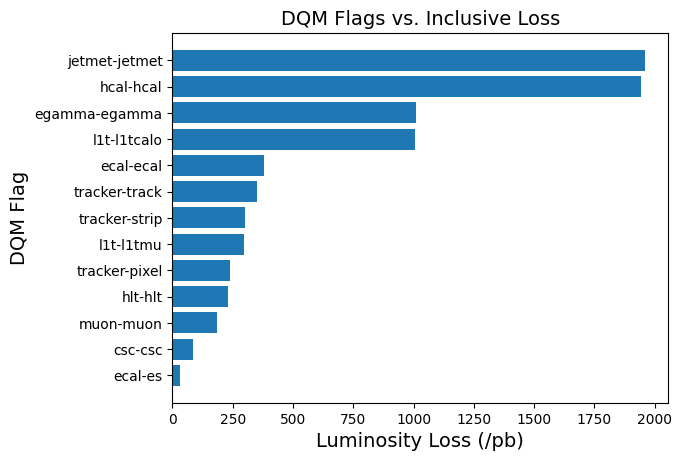 DQM Flags vs. Inclusive Loss
DQM Flag
jetmet-jetmet
hcal-hcal
egamma-egamma
l1t-l1tcalo
ecal-ecal
tracker-track
tracker-strip
l1t-l1tmu
tracker-pixel
hlt-hlt
muon-muon
csc-csc
ecal-es
0 250 500 750 1000 1250 1500 1750 2000
Luminosity Loss (/pb)